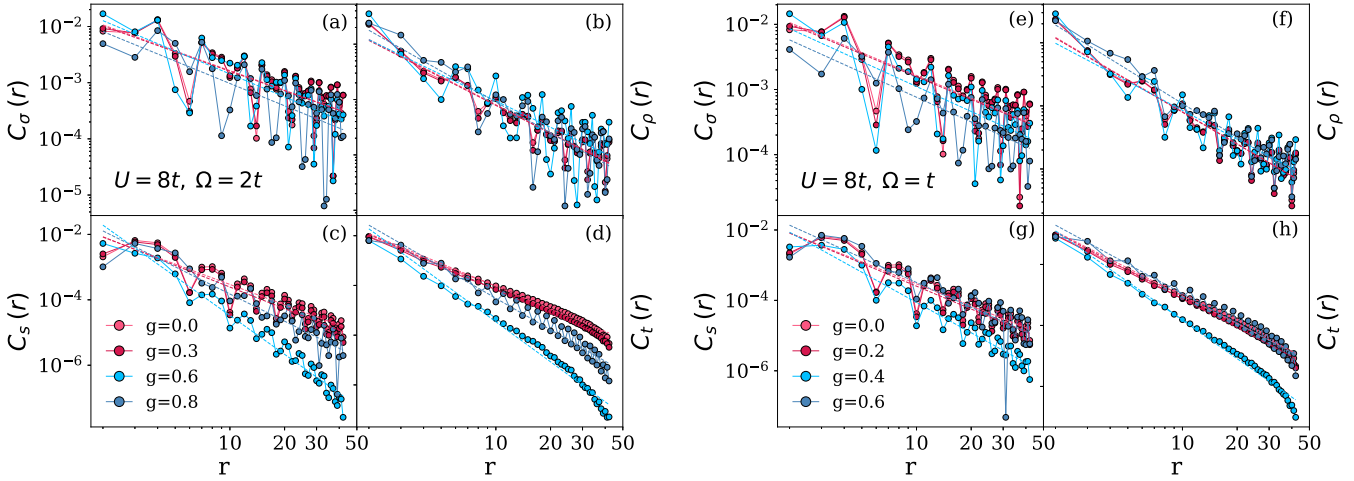 (a) (b) (e) (f)
10⁻² 10⁻²
C_σ (r) C_ρ (r) C_σ (r) C_ρ (r)
10⁻³ 10⁻³
10⁻⁴ 10⁻⁴
U = 8t, Ω = 2t U = 8t, Ω = t
10⁻⁵
(c) (d) (g) (h)
10⁻² 10⁻²
C_s (r) C_t (r) C_s (r) C_t (r)
10⁻⁴ 10⁻⁴
g=0.0 g=0.0
g=0.3 g=0.2
10⁻⁶ 10⁻⁶
g=0.6 g=0.4
g=0.8 g=0.6
10 20 30 50 10 20 30 50 10 20 30 50 10 20 30 50
r r r r